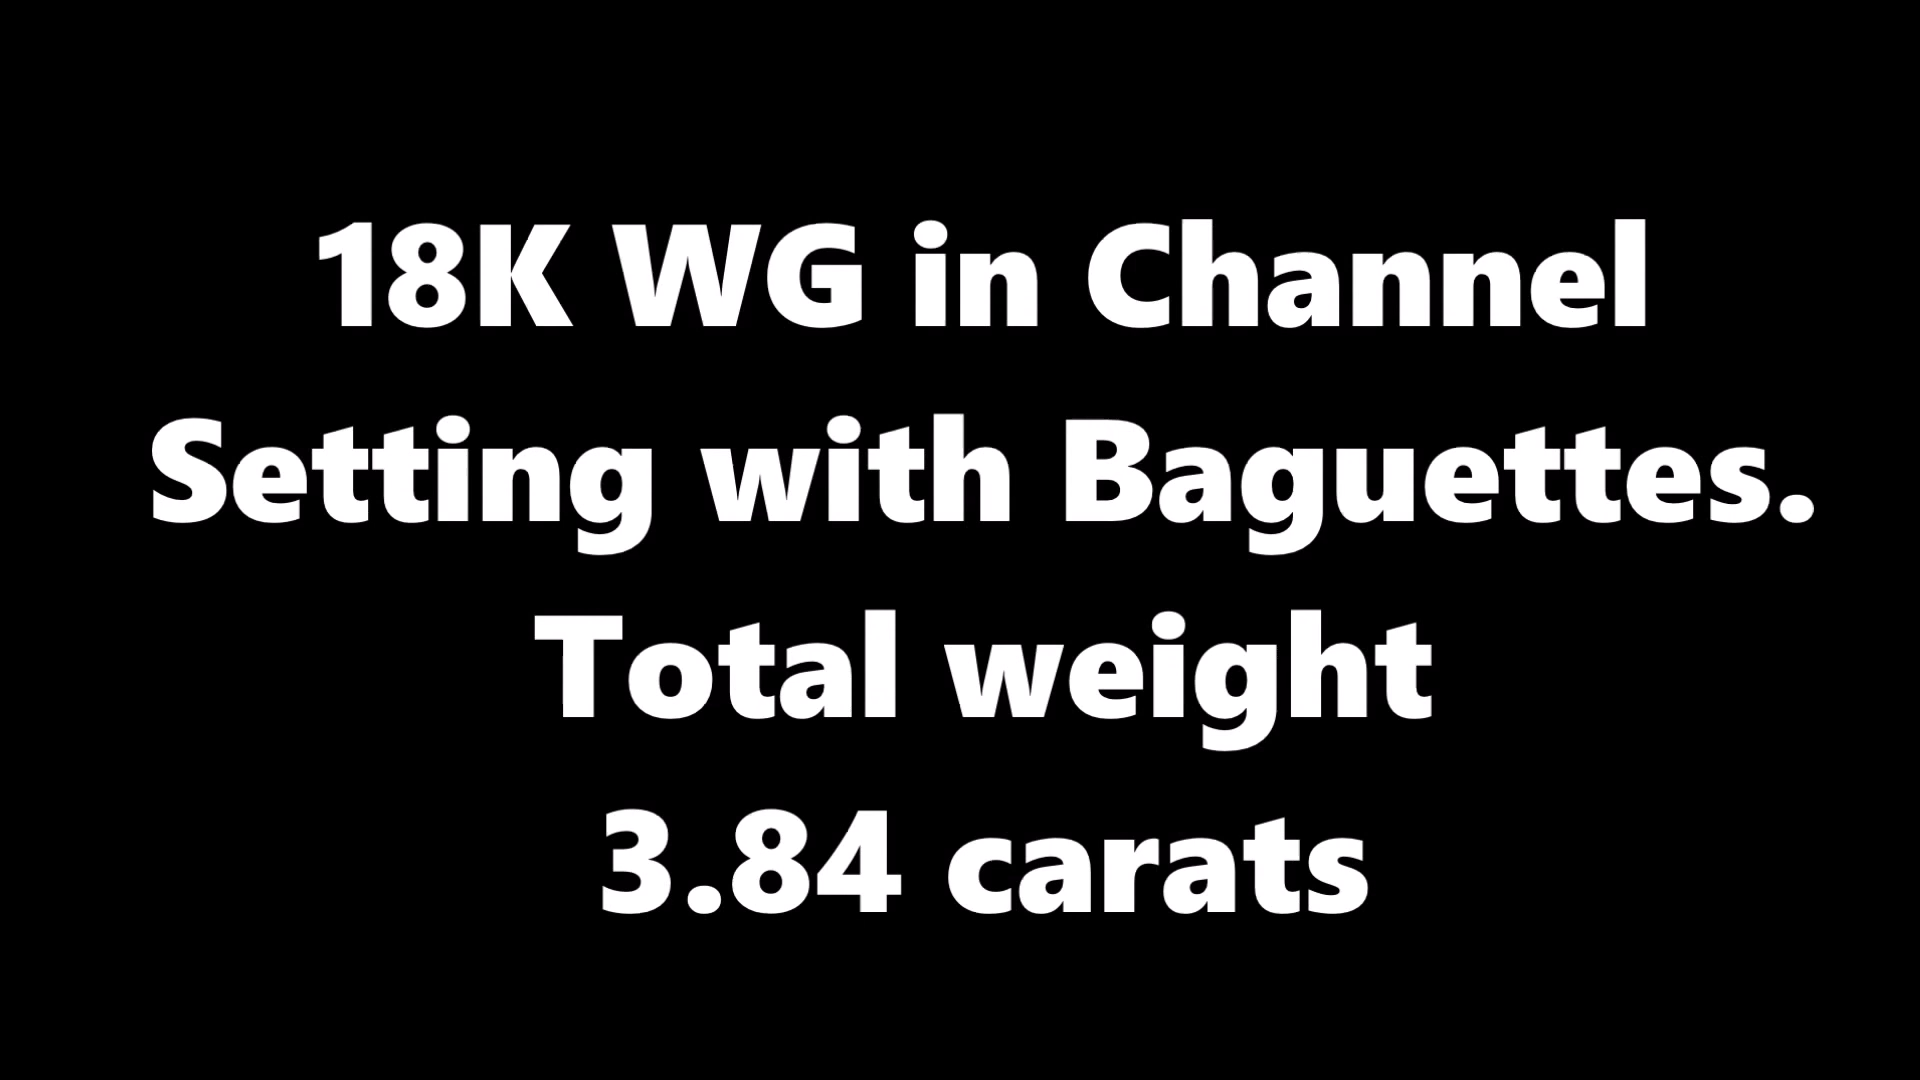 18K WG in Channel
Setting with Baguettes.
Total weight
3.84 carats